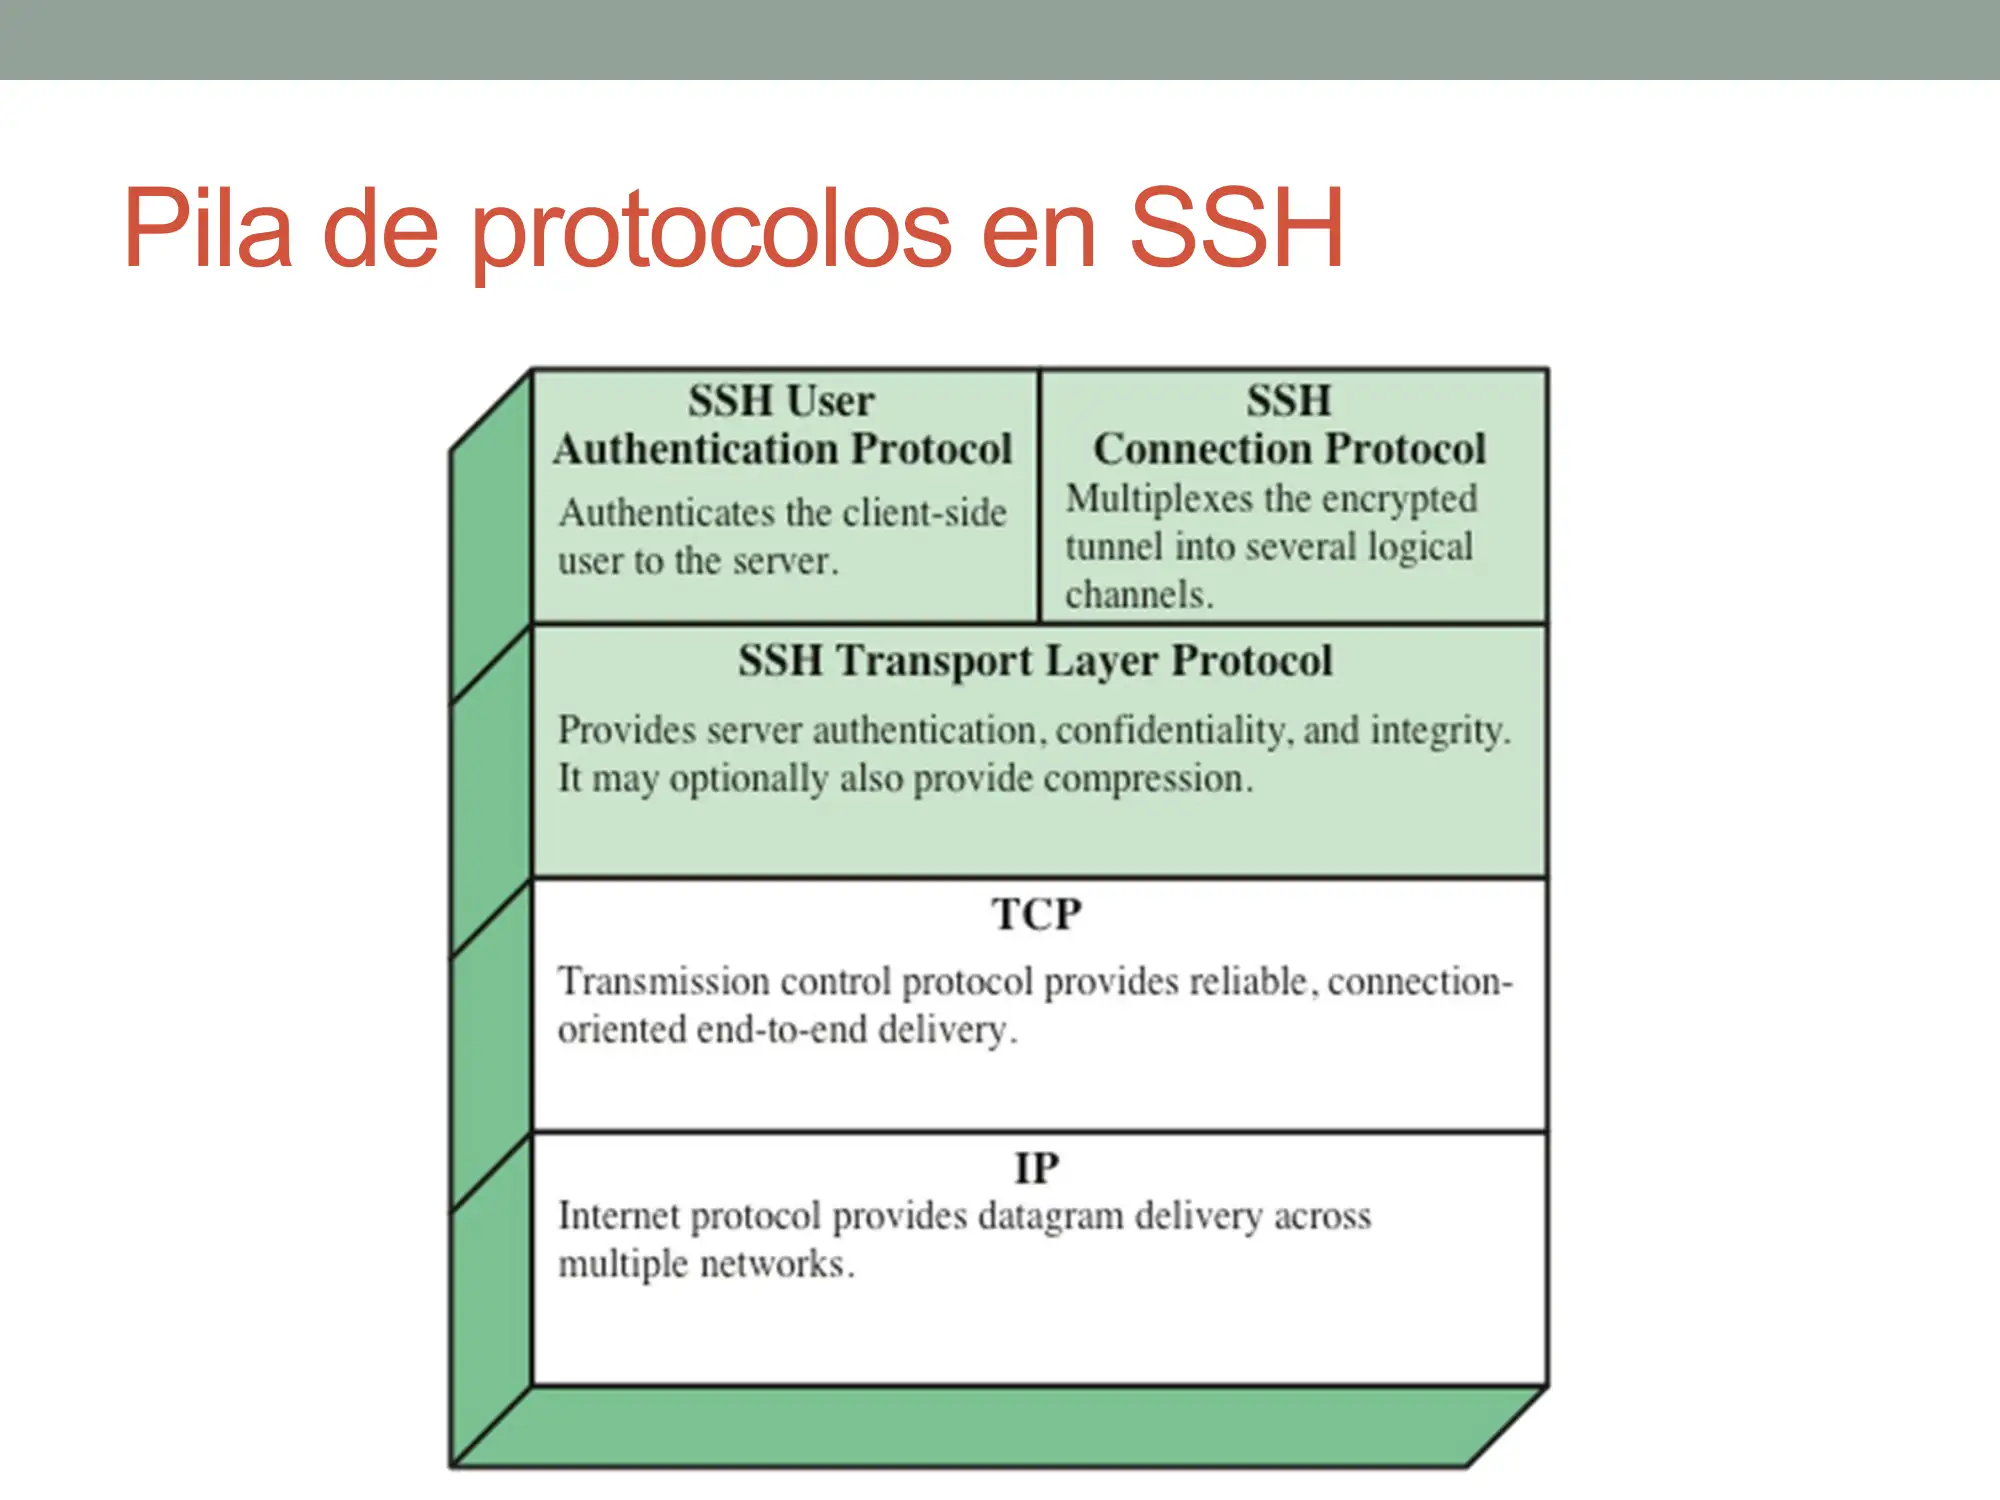 Pila de protocolos en SSH
SSH User
Authentication Protocol
Authenticates the client-side
user to the server.
SSH
Connection Protocol
Multiplexes the encrypted
tunnel into several logical
channels.
SSH Transport Layer Protocol
Provides server authentication, confidentiality, and integrity.
It may optionally also provide compression.
TCP
Transmission control protocol provides reliable, connection-
oriented end-to-end delivery.
IP
Internet protocol provides datagram delivery across
multiple networks.